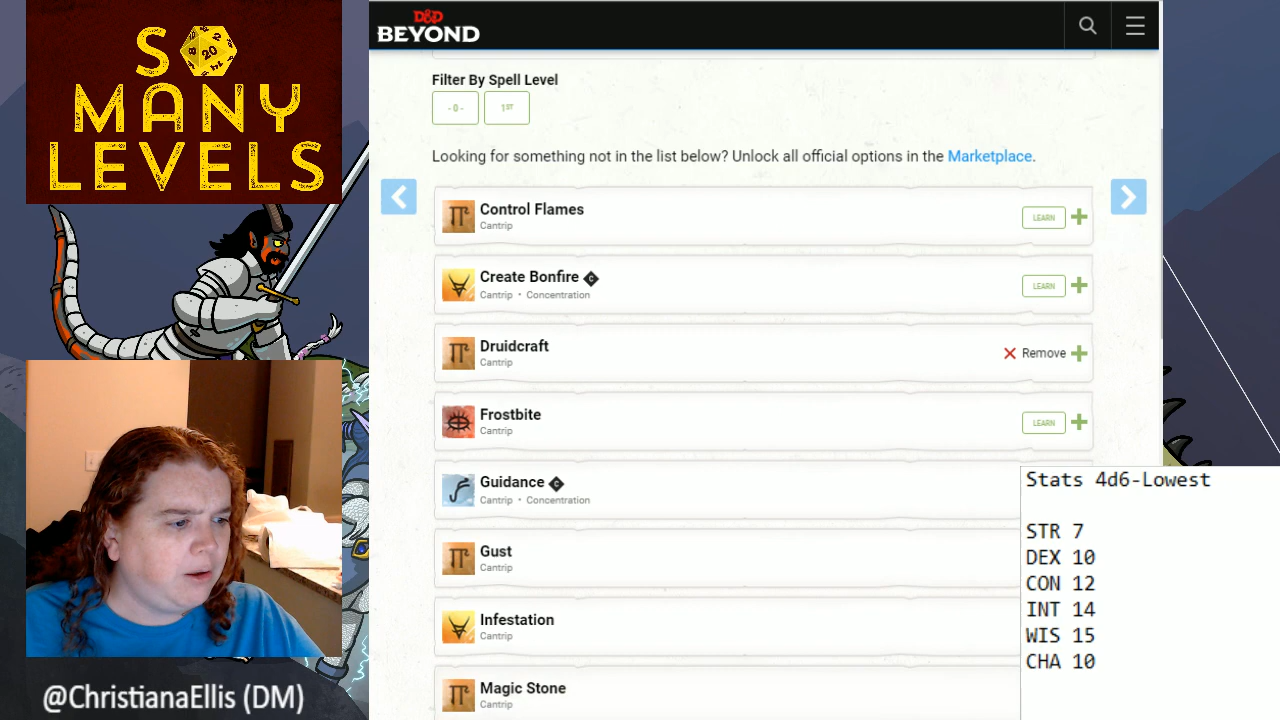 SO
MANY
LEVELS
@ChristianaEllis (DM)
D&D
BEYOND
Filter By Spell Level
- 0 -
1ST
Looking for something not in the list below? Unlock all official options in the Marketplace.
Control Flames
Cantrip
LEARN
Create Bonfire
Cantrip • Concentration
LEARN
Druidcraft
Cantrip
Remove
Frostbite
Cantrip
LEARN
Guidance
Cantrip • Concentration
Gust
Cantrip
Infestation
Cantrip
Magic Stone
Cantrip
Stats 4d6-Lowest
STR 7
DEX 10
CON 12
INT 14
WIS 15
CHA 10